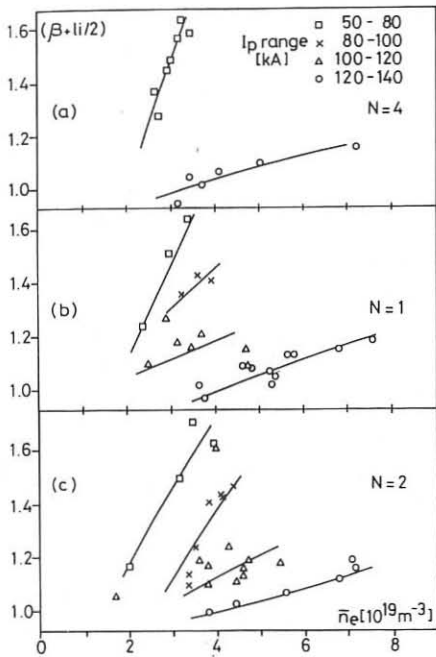 (β+li/2)
Ip range [kA]
□ 50-80
× 80-100
△ 100-120
○ 120-140
1.6
1.4
1.2
1.0
(a)
N=4
1.6
1.4
1.2
1.0
(b)
N=1
1.6
1.4
1.2
1.0
(c)
N=2
n̄e[10¹⁹m⁻³]
0 2 4 6 8